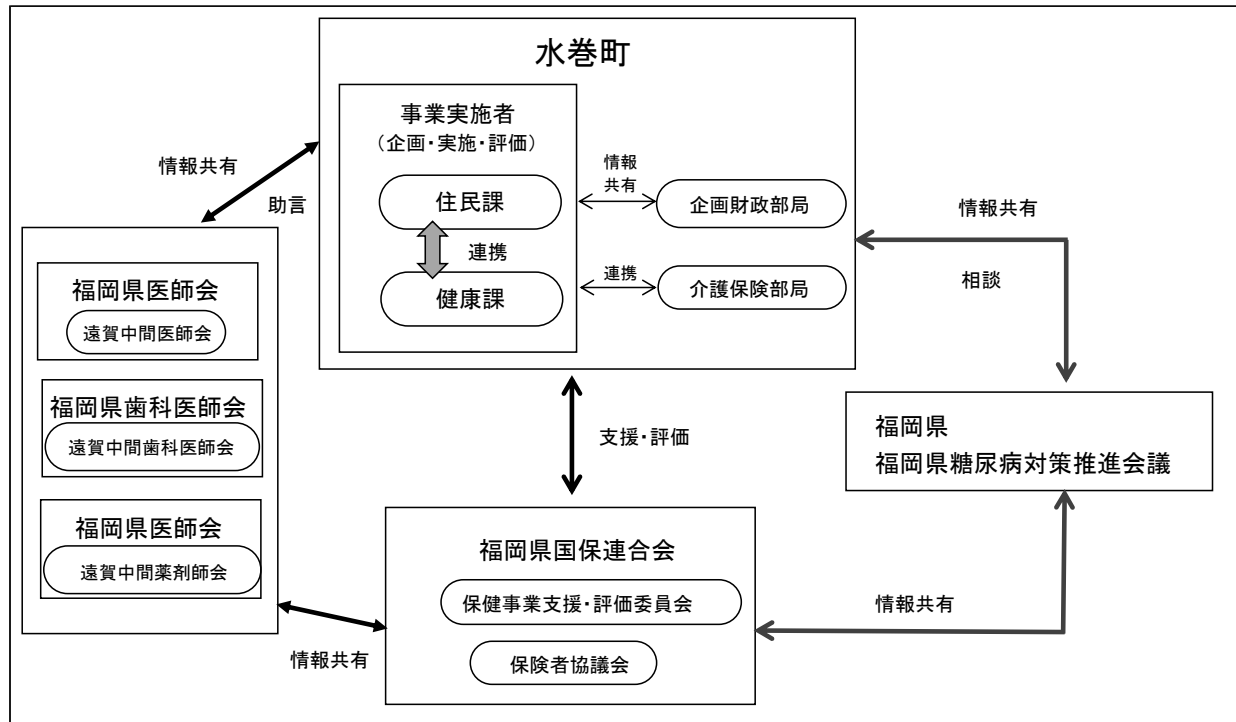 水巻町
事業実施者
（企画・実施・評価）
住民課
連携
健康課
情報
共有
企画財政部局
連携
介護保険部局
情報共有
助言
情報共有
相談
福岡県医師会
遠賀中間医師会
福岡県歯科医師会
遠賀中間歯科医師会
福岡県医師会
遠賀中間薬剤師会
支援・評価
福岡県
福岡県糖尿病対策推進会議
福岡県国保連合会
保健事業支援・評価委員会
保険者協議会
情報共有
情報共有